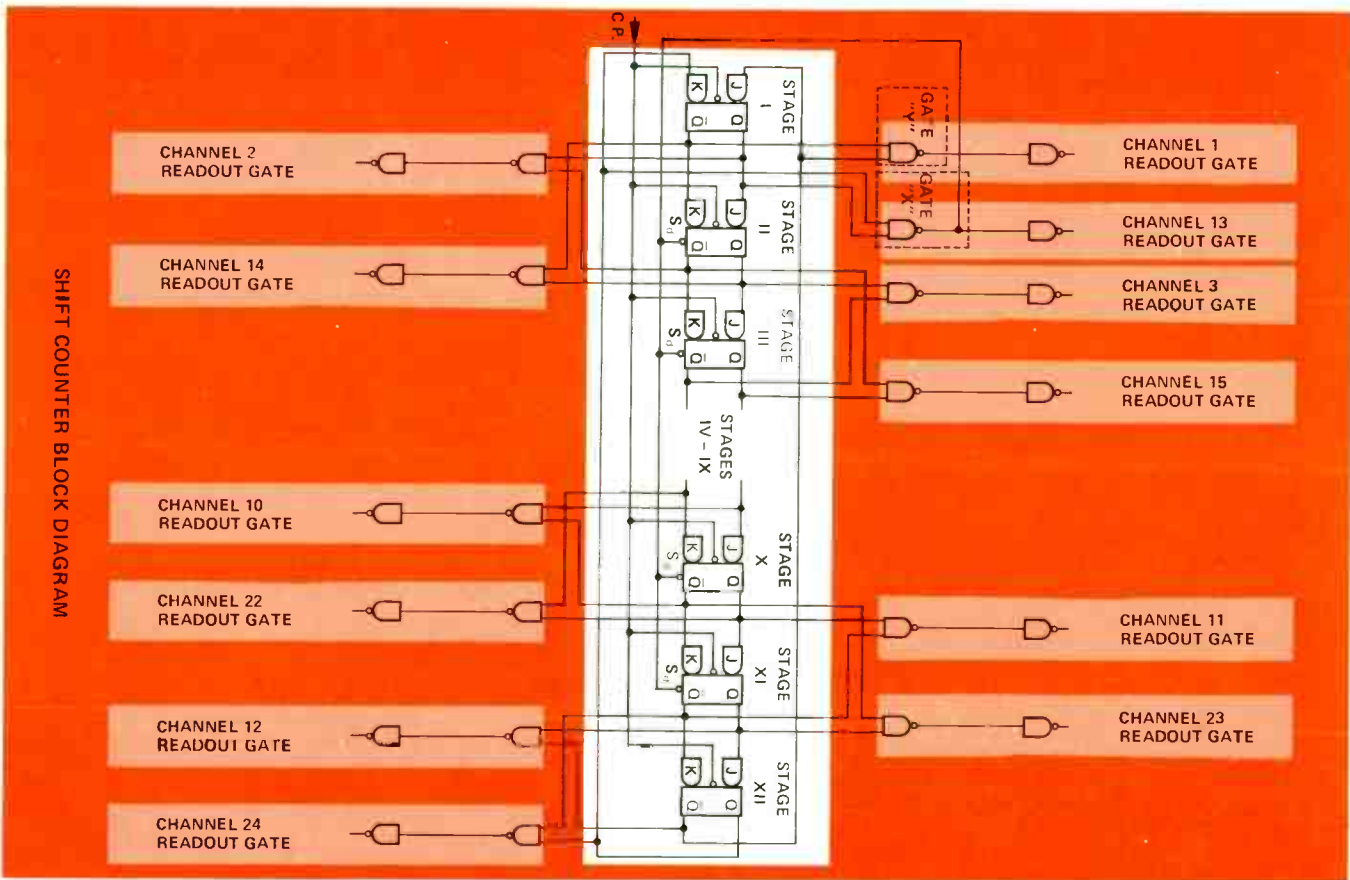 C.P.
STAGE
I
K
J
Q̄
Q
STAGE
II
K
J
Sd
Q̄
Q
STAGE
III
K
J
Sd
Q̄
Q
STAGES
IV – IX
STAGE
X
K
J
Q̄
Q
STAGE
XI
K
J
Sd
Q̄
Q
STAGE
XII
K
J
Q̄
Q
GATE
"Y"
GATE
"X"
CHANNEL 2
READOUT GATE
CHANNEL 14
READOUT GATE
CHANNEL 10
READOUT GATE
CHANNEL 22
READOUT GATE
CHANNEL 12
READOUT GATE
CHANNEL 24
READOUT GATE
CHANNEL 1
READOUT GATE
CHANNEL 13
READOUT GATE
CHANNEL 3
READOUT GATE
CHANNEL 15
READOUT GATE
CHANNEL 11
READOUT GATE
CHANNEL 23
READOUT GATE
SHIFT COUNTER BLOCK DIAGRAM